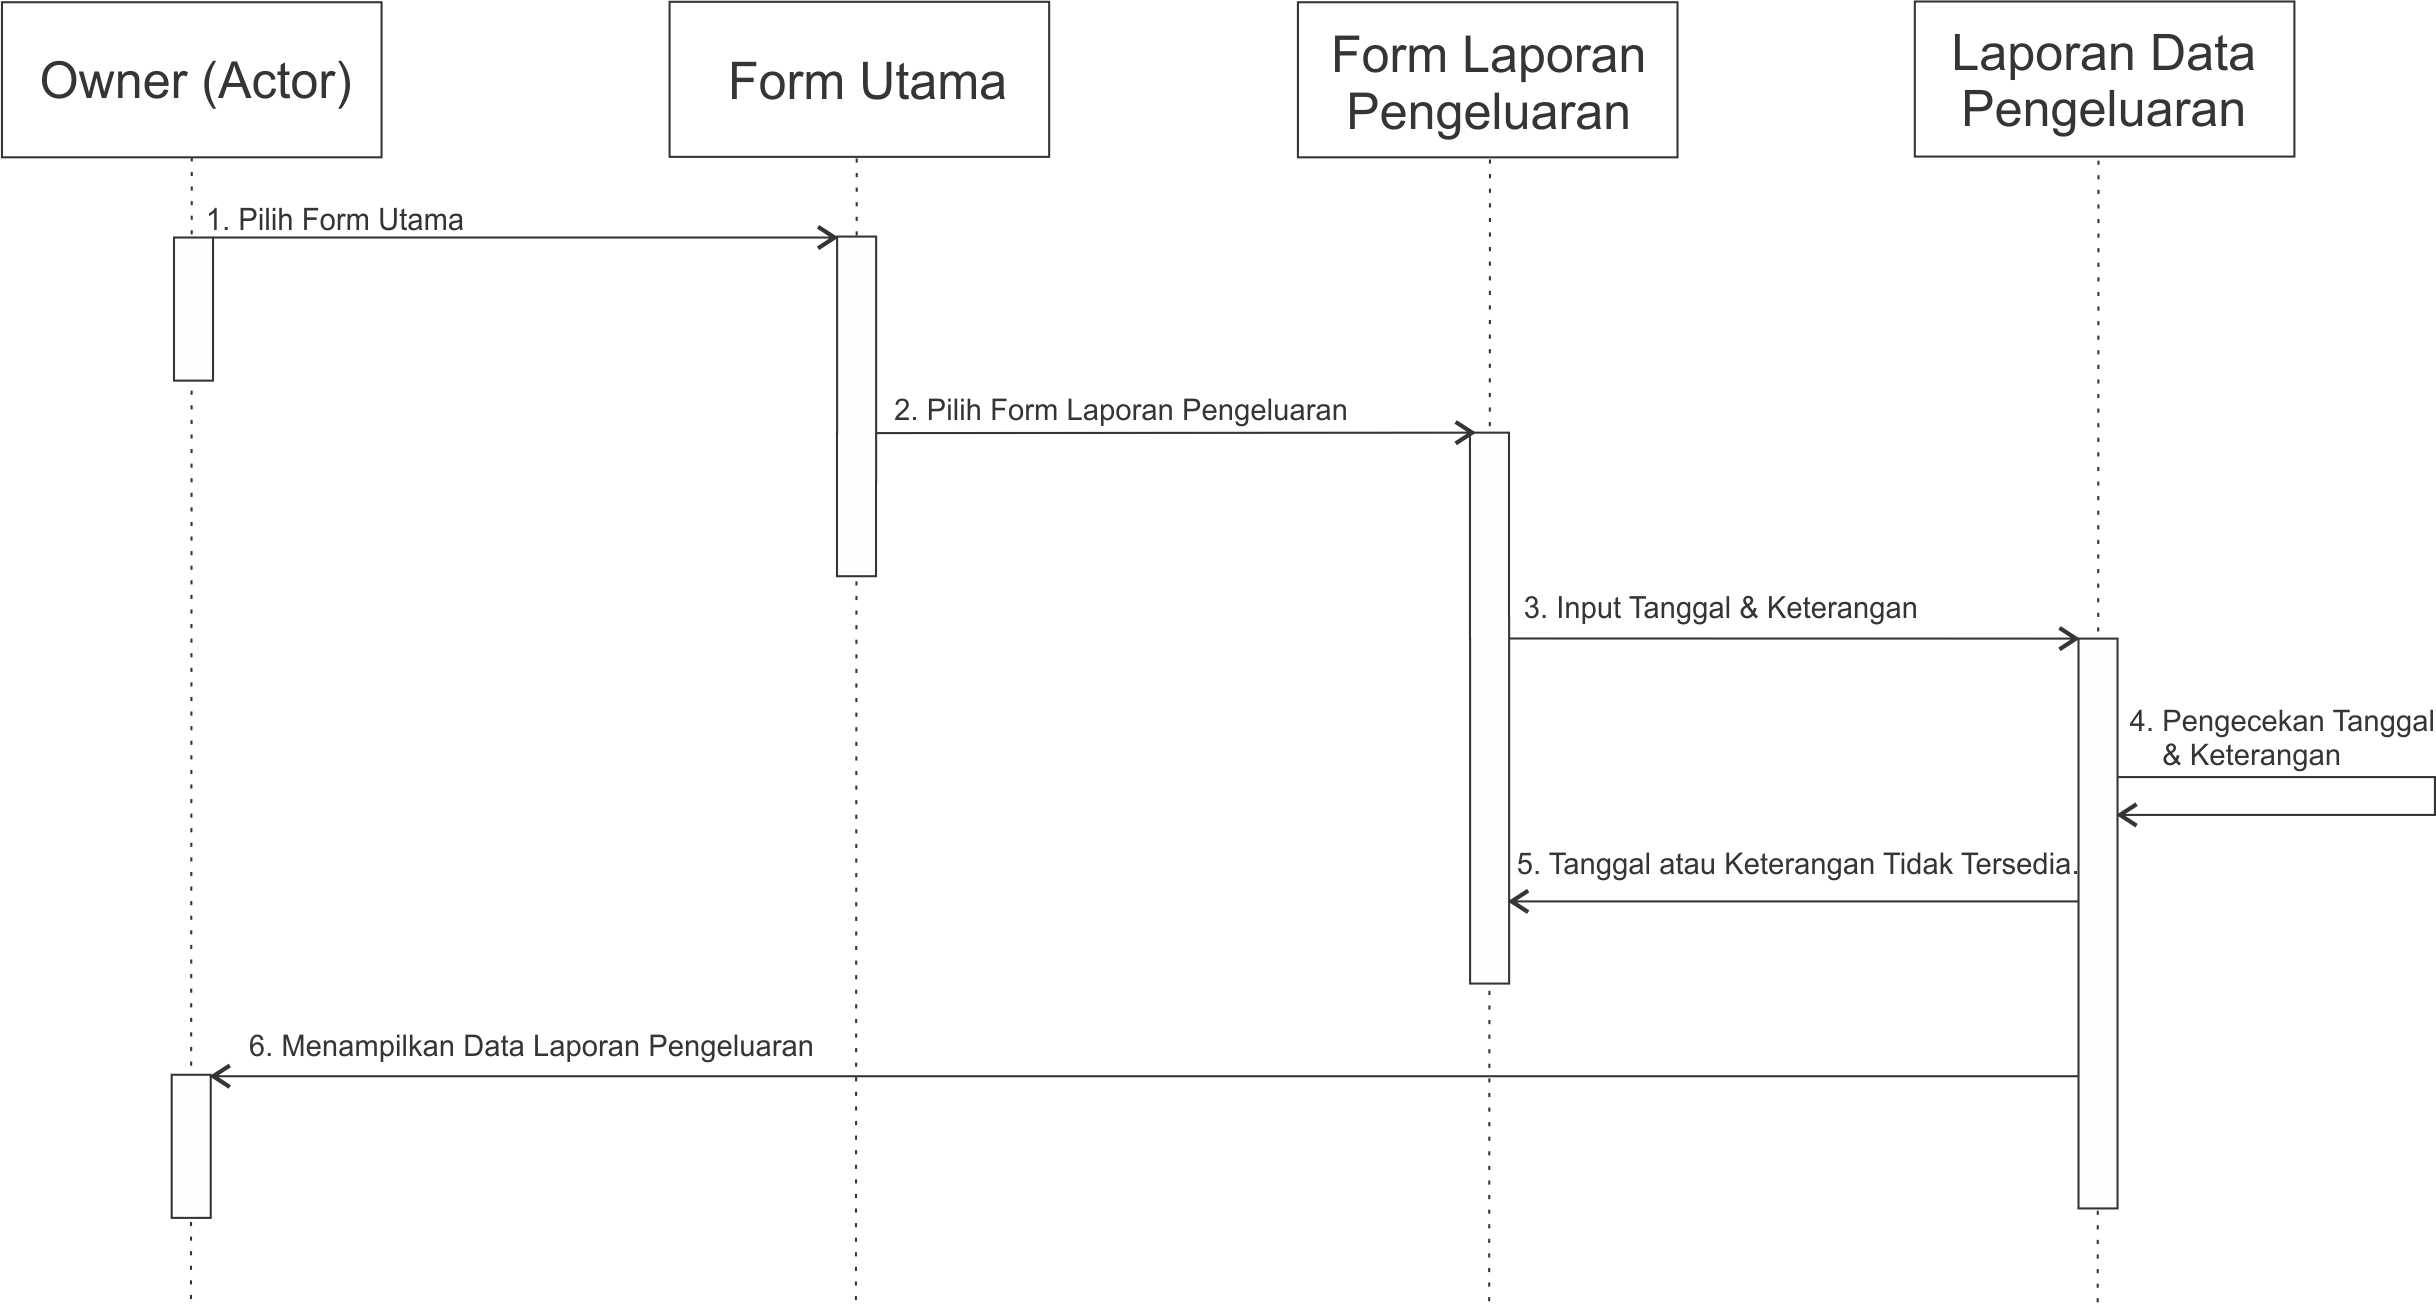 Owner (Actor)
Form Utama
Form Laporan
Pengeluaran
Laporan Data
Pengeluaran
1. Pilih Form Utama
2. Pilih Form Laporan Pengeluaran
3. Input Tanggal & Keterangan
4. Pengecekan Tanggal
& Keterangan
5. Tanggal atau Keterangan Tidak Tersedia.
6. Menampilkan Data Laporan Pengeluaran